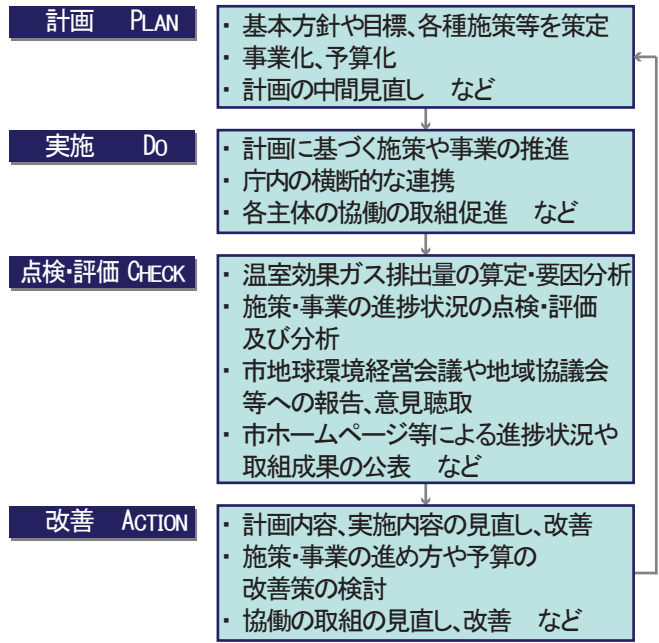 計画 PLAN
・ 基本方針や目標、各種施策等を策定
・ 事業化、予算化
・ 計画の中間見直し など
実施 DO
・ 計画に基づく施策や事業の推進
・ 庁内の横断的な連携
・ 各主体の協働の取組促進 など
点検・評価 CHECK
・ 温室効果ガス排出量の算定・要因分析
・ 施策・事業の進捗状況の点検・評価
及び分析
・ 市地球環境経営会議や地域協議会
等への報告、意見聴取
・ 市ホームページ等による進捗状況や
取組成果の公表 など
改善 ACTION
・ 計画内容、実施内容の見直し、改善
・ 施策・事業の進め方や予算の
改善策の検討
・ 協働の取組の見直し、改善 など